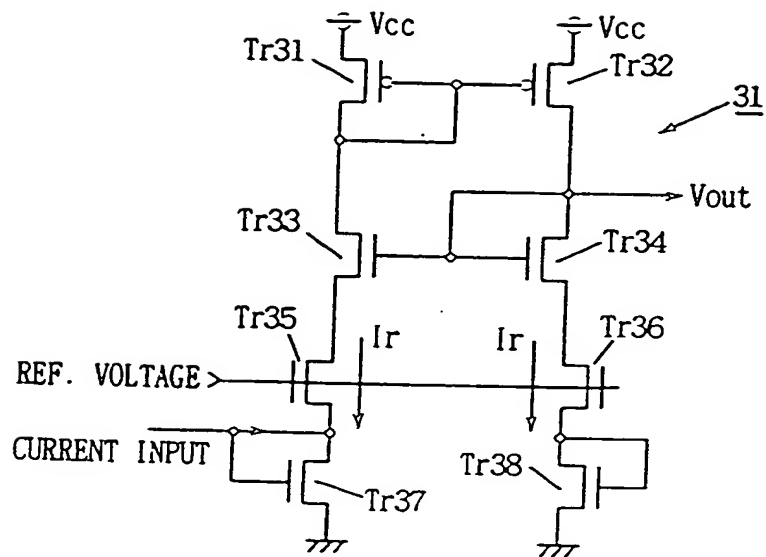 Vcc
Vcc
Tr31
Tr32
31
Vout
Tr33
Tr34
Tr35
Ir
Ir
Tr36
REF. VOLTAGE
CURRENT INPUT
Tr37
Tr38